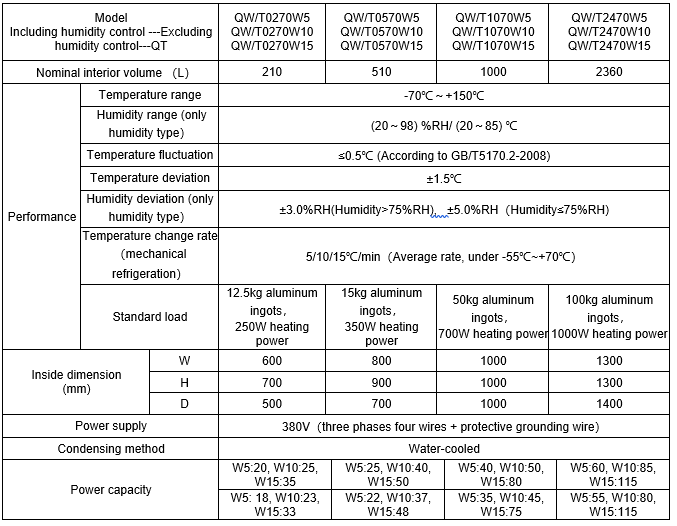 Model
Including humidity control ---Excluding
humidity control---QT
QW/T0270W5
QW/T0270W10
QW/T0270W15
QW/T0570W5
QW/T0570W10
QW/T0570W15
QW/T1070W5
QW/T1070W10
QW/T1070W15
QW/T2470W5
QW/T2470W10
QW/T2470W15
Nominal interior volume （L）
210
510
1000
2360
Performance
Temperature range
-70℃～+150℃
Humidity range (only
humidity type）
(20～98) %RH/ (20～85) ℃
Temperature fluctuation
≤0.5℃ (According to GB/T5170.2-2008)
Temperature deviation
±1.5℃
Humidity deviation (only
humidity type）
±3.0%RH(Humidity>75%RH)、 ±5.0%RH（Humidity≤75%RH)
Temperature change rate
（mechanical
refrigeration）
5/10/15℃/min（Average rate, under -55℃~+70℃）
Standard load
12.5kg aluminum
ingots，
250W heating
power
15kg aluminum
ingots，
350W heating
power
50kg aluminum
ingots，
700W heating power
100kg aluminum
ingots，
1000W heating power
Inside dimension
(mm)
W
600
800
1000
1300
H
700
900
1000
1300
D
500
700
1000
1400
Power supply
380V（three phases four wires + protective grounding wire）
Condensing method
Water-cooled
Power capacity
W5:20, W10:25,
W15:35
W5:25, W10:40,
W15:50
W5:40, W10:50,
W15:80
W5:60, W10:85,
W15:115
W5: 18, W10:23,
W15:33
W5:22, W10:37,
W15:48
W5:35, W10:45,
W15:75
W5:55, W10:80,
W15:115